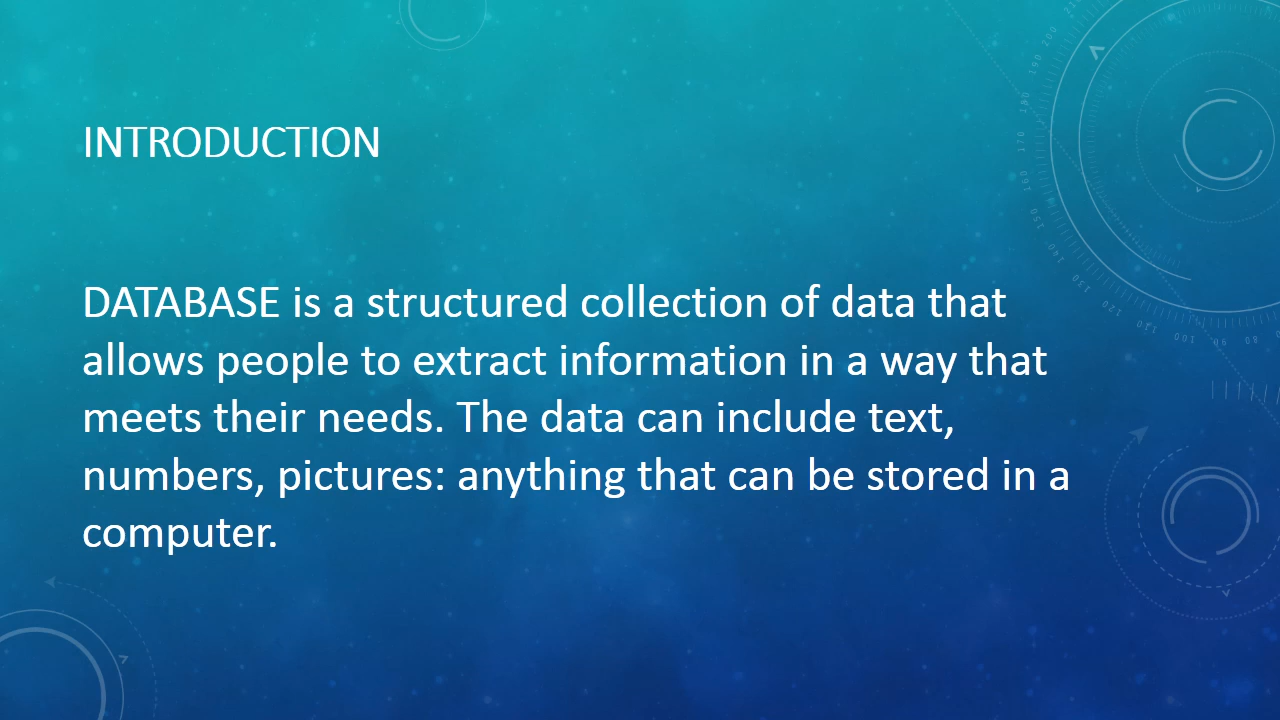 INTRODUCTION
DATABASE is a structured collection of data that
allows people to extract information in a way that
meets their needs. The data can include text,
numbers, pictures: anything that can be stored in a
computer.